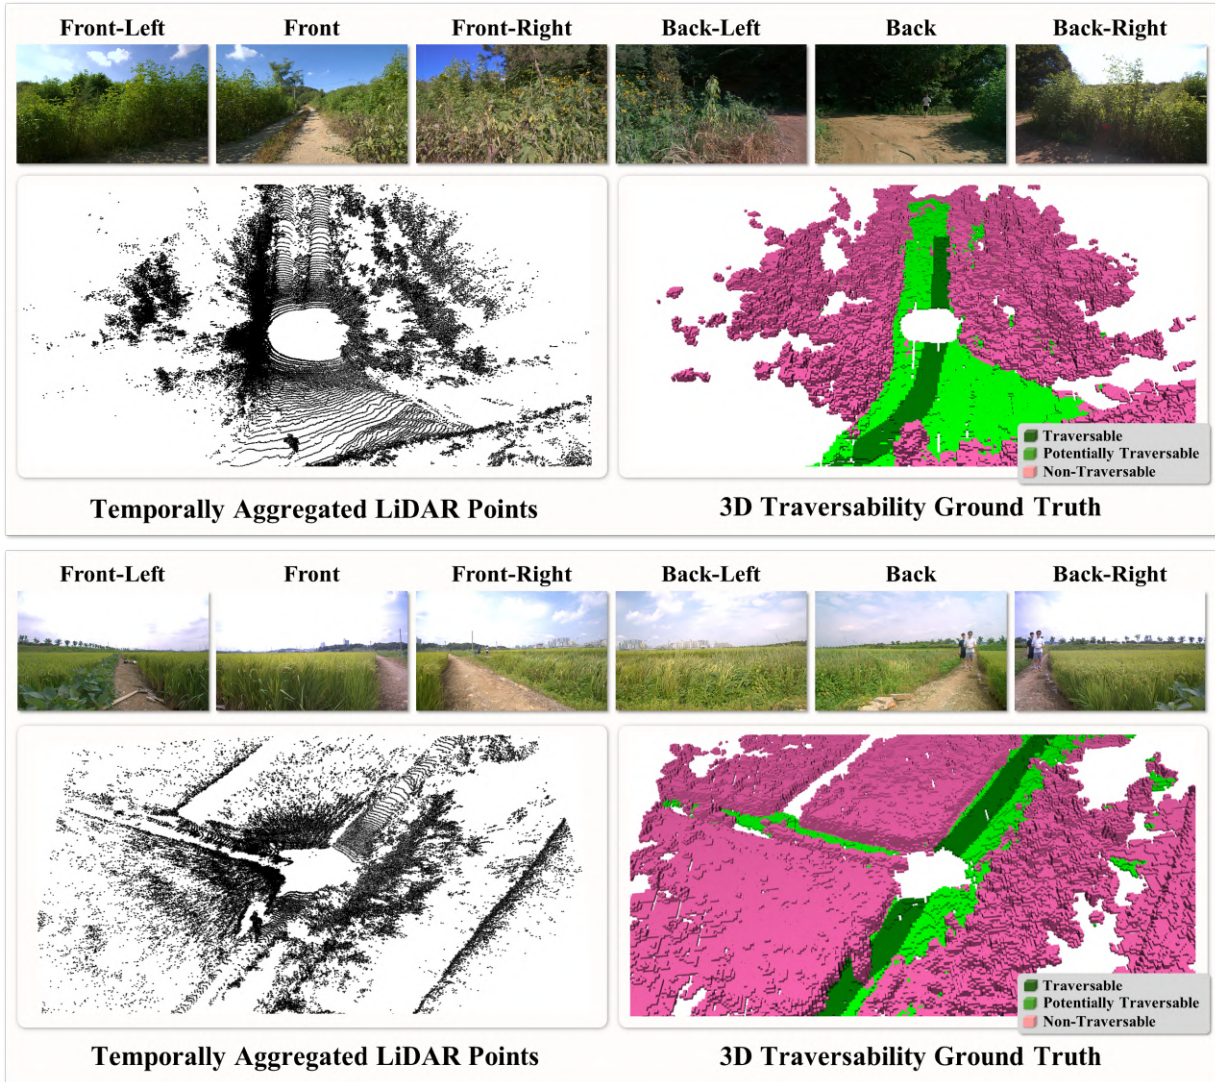 Front-Left Front Front-Right Back-Left Back Back-Right
Traversable
Potentially Traversable
Non-Traversable
Temporally Aggregated LiDAR Points 3D Traversability Ground Truth
Front-Left Front Front-Right Back-Left Back Back-Right
Traversable
Potentially Traversable
Non-Traversable
Temporally Aggregated LiDAR Points 3D Traversability Ground Truth